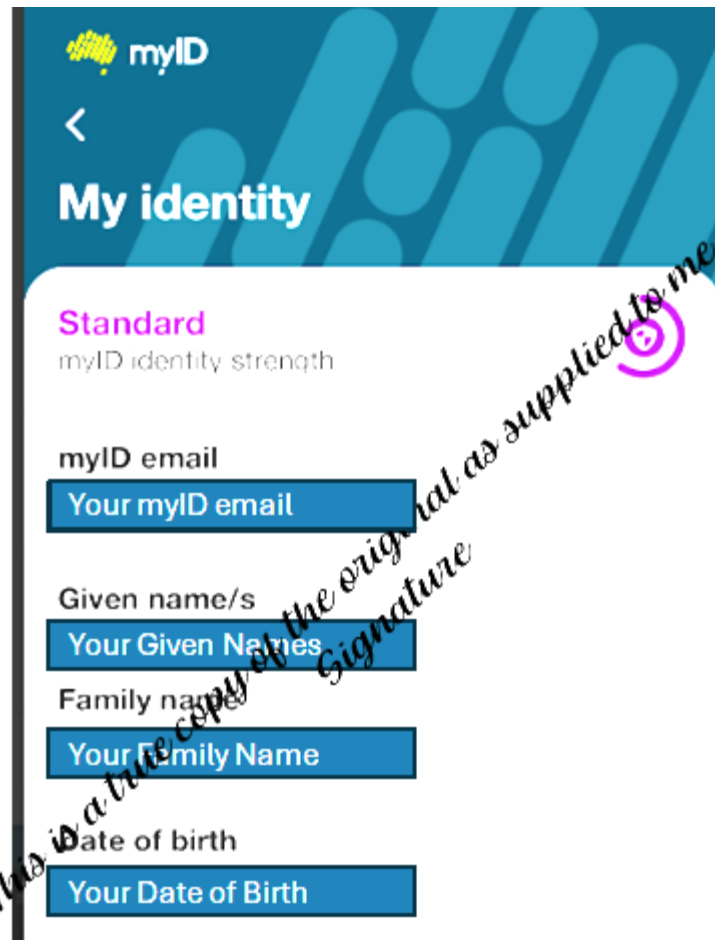 myID
My identity
Standard
myID identity strength
myID email
Your myID email
Given name/s
Your Given Names
Family name
Your Family Name
Date of birth
Your Date of Birth
This is a true copy of the original as supplied to me
Signature